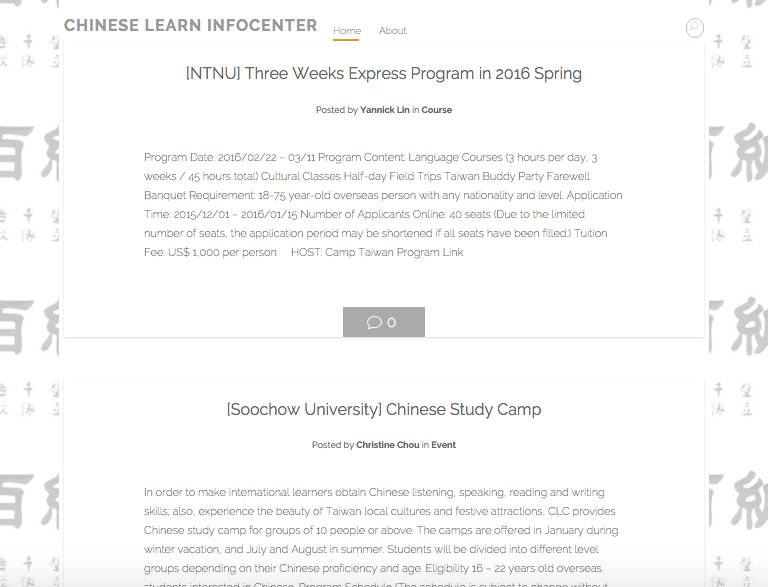 CHINESE LEARN INFOCENTER
Home
About
[NTNU] Three Weeks Express Program in 2016 Spring
Posted by Yannick Lin in Course
Program Date: 2016/02/22 – 03/11 Program Content: Language Courses (3 hours per day, 3
weeks / 45 hours total) Cultural Classes Half-day Field Trips Taiwan Buddy Party Farewell
Banquet Requirement: 18-75 year-old overseas person with any nationality and level. Application
Time: 2015/12/01 – 2016/01/15 Number of Applicants Online: 40 seats (Due to the limited
number of seats, the application period may be shortened if all seats have been filled.) Tuition
Fee: US$ 1,000 per person HOST: Camp Taiwan Program Link
0
[Soochow University] Chinese Study Camp
Posted by Christine Chou in Event
In order to make international learners obtain Chinese listening, speaking, reading and writing
skills; also, experience the beauty of Taiwan local cultures and festive attractions, CLC provides
Chinese study camp for groups of 10 people or above. The camps are offered in January during
winter vacation, and July and August in summer. Students will be divided into different level
groups depending on their Chinese proficiency and age. Eligibility 16 – 22 years old overseas
students interested in Chinese. Program Schedule (The schedule is subject to change without